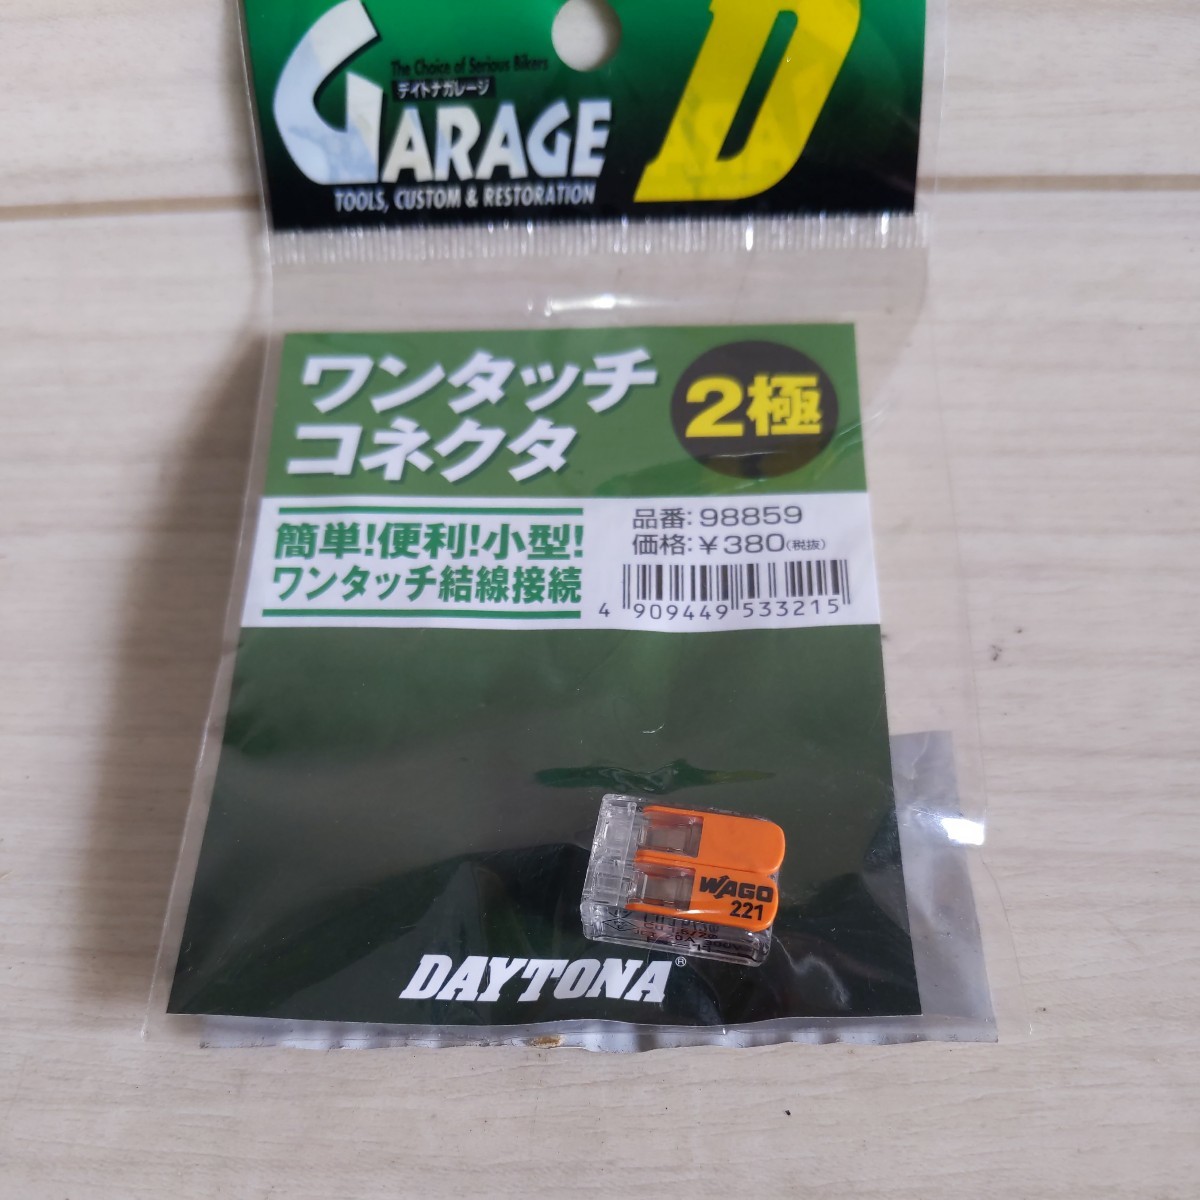 The Choice of Serious Bikers
デイトナガレージ
GARAGE D
TOOLS, CUSTOM & RESTORATION
ワンタッチ
コネクタ
2極
簡単!便利!小型!
ワンタッチ結線接続
品番: 98859
価格: ¥380(税抜)
4 909449 533215
WAGO
221
DAYTONA®